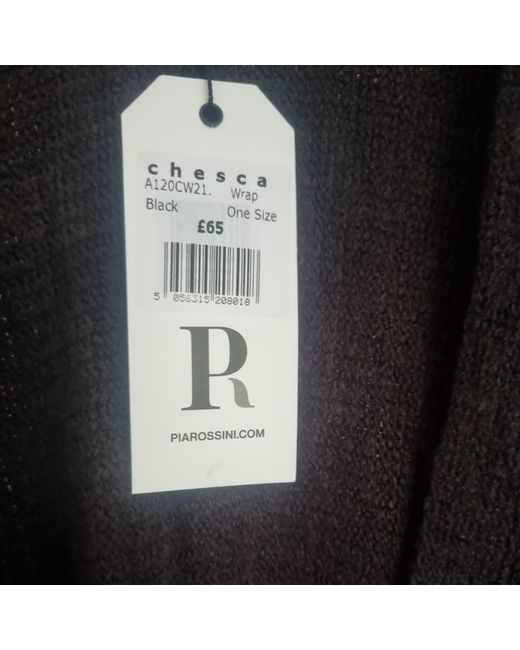 chesca
A120CW21. Wrap
Black One Size
£65
5 056315 208018
PR
PIAROSSINI.COM